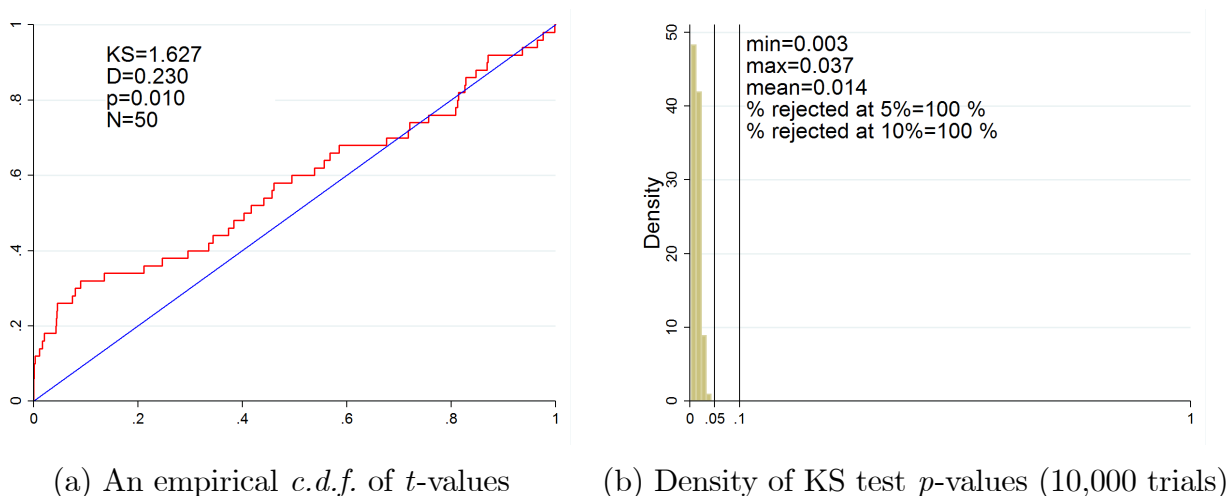 1
.8
.6
.4
.2
0
KS=1.627
D=0.230
p=0.010
N=50
0 .2 .4 .6 .8 1
(a) An empirical c.d.f. of t-values
50
40
30
20
10
0
Density
min=0.003
max=0.037
mean=0.014
% rejected at 5%=100 %
% rejected at 10%=100 %
0 .05 .1 1
(b) Density of KS test p-values (10,000 trials)